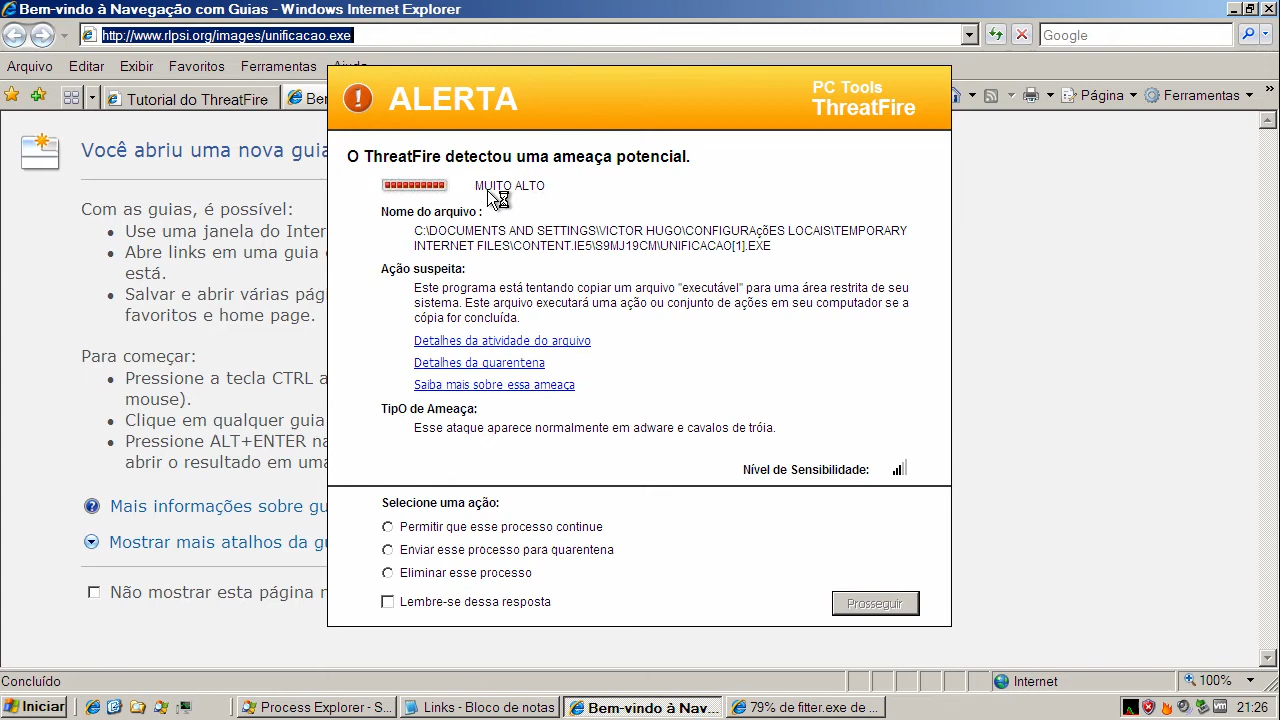 Bem-vindo à Navegação com Guias - Windows Internet Explorer
http://www.rlpsi.org/images/unificacao.exe
Google
Arquivo Editar Exibir Favoritos Ferramentas
Tutorial do ThreatFire
Página Ferramentas
ALERTA
PC Tools
ThreatFire
O ThreatFire detectou uma ameaça potencial.
MUITO ALTO
Nome do arquivo :
C:\DOCUMENTS AND SETTINGS\VICTOR HUGO\CONFIGURAçõES LOCAIS\TEMPORARY
INTERNET FILES\CONTENT.IE5\S9MJ19CM\UNIFICACAO[1].EXE
Ação suspeita:
Este programa está tentando copiar um arquivo "executável" para uma área restrita de seu
sistema. Este arquivo executará uma ação ou conjunto de ações em seu computador se a
cópia for concluída.
Detalhes da atividade do arquivo
Detalhes da quarentena
Saiba mais sobre essa ameaça
TipO de Ameaça:
Esse ataque aparece normalmente em adware e cavalos de tróia.
Nível de Sensibilidade:
Selecione uma ação:
Permitir que esse processo continue
Enviar esse processo para quarentena
Eliminar esse processo
Lembre-se dessa resposta
Prosseguir
Você abriu uma nova guia
Com as guias, é possível:
Use uma janela do Inter
Abre links em uma guia
está.
Salvar e abrir várias pág
favoritos e home page.
Para começar:
Pressione a tecla CTRL a
mouse).
Clique em qualquer guia
Pressione ALT+ENTER na
abrir o resultado em uma
Mais informações sobre gu
Mostrar mais atalhos da gu
Não mostrar esta página n
Concluído
Internet
100%
Iniciar
Process Explorer - S...
Links - Bloco de notas
Bem-vindo à Nav...
79% de fitter.exe de ...
21:26